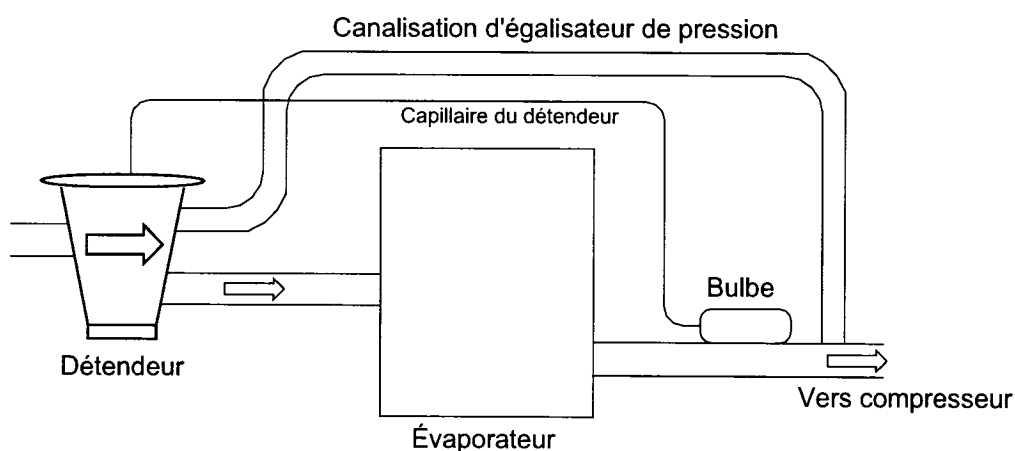 Canalisation d'égalisateur de pression
Capillaire du détendeur
Bulbe
Détendeur
Vers compresseur
Évaporateur